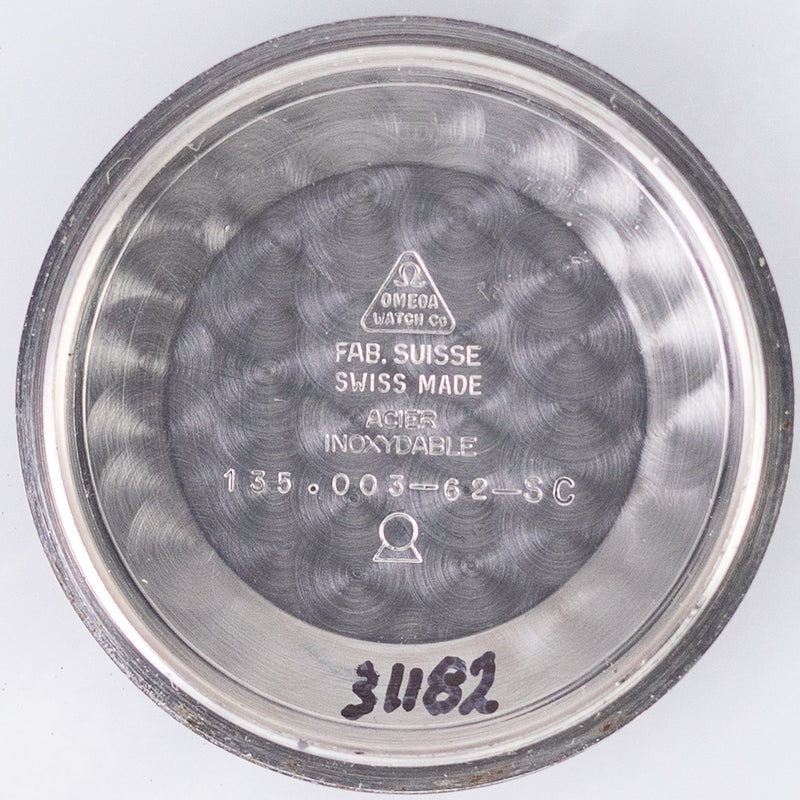 Ω
OMEGA
WATCH Co
FAB. SUISSE
SWISS MADE
ACIER
INOXYDABLE
135.003-62-SC
31182